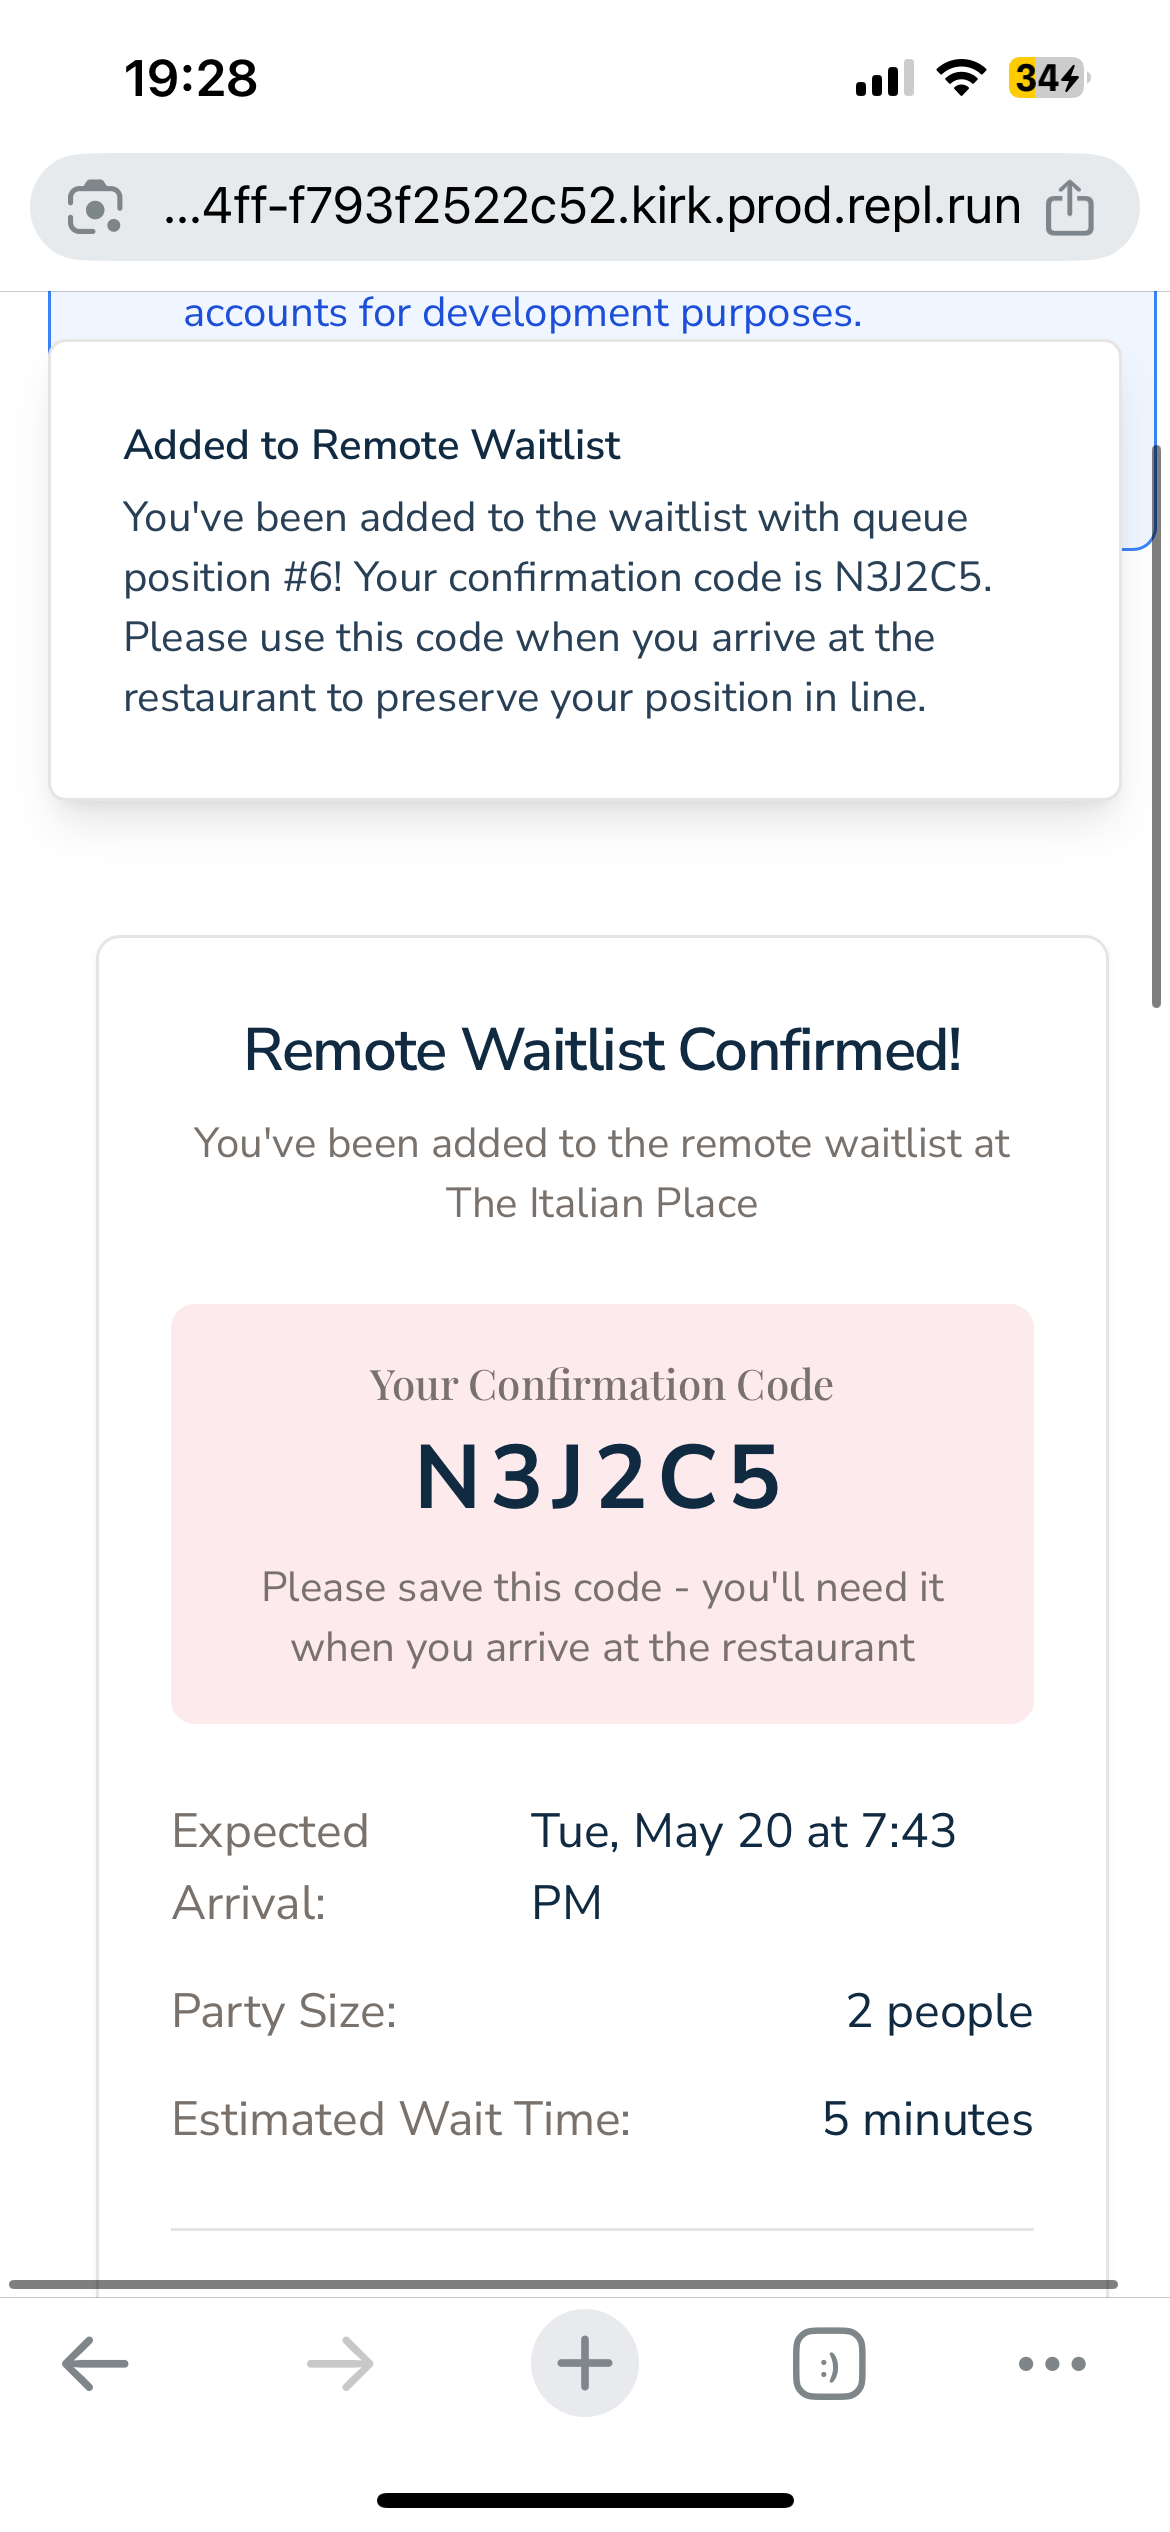 19:28
34
...4ff-f793f2522c52.kirk.prod.repl.run
accounts for development purposes.
Added to Remote Waitlist
You've been added to the waitlist with queue
position #6! Your confirmation code is N3J2C5.
Please use this code when you arrive at the
restaurant to preserve your position in line.
Remote Waitlist Confirmed!
You've been added to the remote waitlist at
The Italian Place
Your Confirmation Code
N3J2C5
Please save this code - you'll need it
when you arrive at the restaurant
Expected Tue, May 20 at 7:43
Arrival: PM
Party Size: 2 people
Estimated Wait Time: 5 minutes
:)